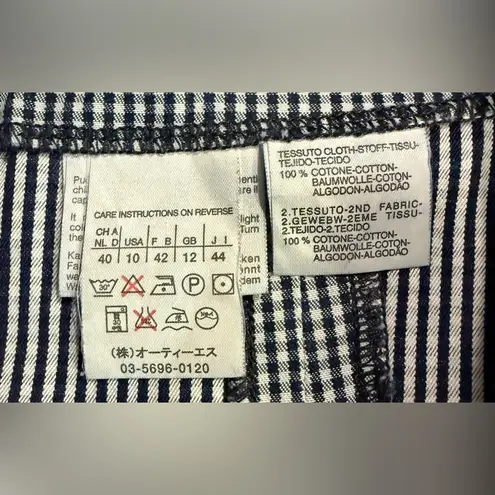 CARE INSTRUCTIONS ON REVERSE
CH A
NL D USA F B GB J I
40 10 42 12 44
30°
P
(株)オーティーエス
03-5696-0120
TESSUTO CLOTH-STOFF-TISSU-
TEJIDO-TECIDO
100 % COTONE-COTTON-
BAUMWOLLE-COTON-
ALGODON-ALGODÃO
2.TESSUTO-2ND FABRIC-
2.GEWEBW-2EME TISSU-
2.TEJIDO-2.TECIDO
100 % COTONE-COTTON-
BAUMWOLLE-COTON-
ALGODON-ALGODÃO
light